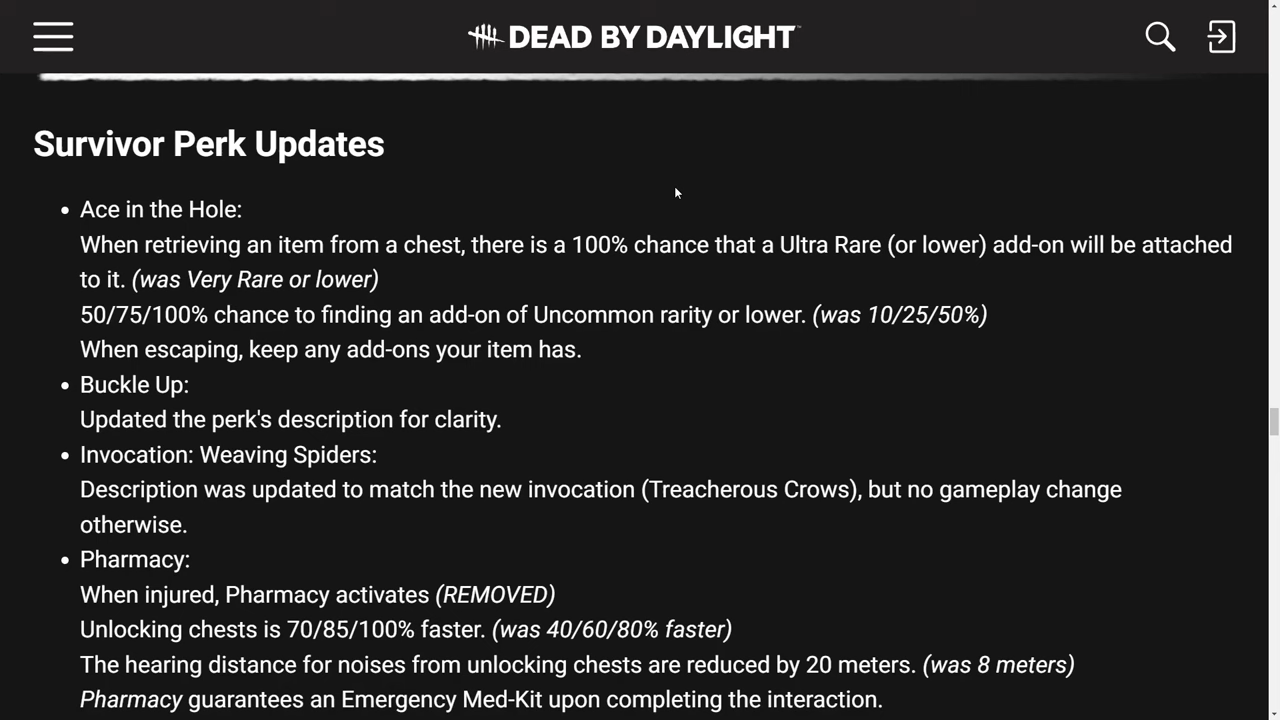 DEAD BY DAYLIGHT™
Survivor Perk Updates
• Ace in the Hole:
When retrieving an item from a chest, there is a 100% chance that a Ultra Rare (or lower) add-on will be attached
to it. (was Very Rare or lower)
50/75/100% chance to finding an add-on of Uncommon rarity or lower. (was 10/25/50%)
When escaping, keep any add-ons your item has.
• Buckle Up:
Updated the perk's description for clarity.
• Invocation: Weaving Spiders:
Description was updated to match the new invocation (Treacherous Crows), but no gameplay change
otherwise.
• Pharmacy:
When injured, Pharmacy activates (REMOVED)
Unlocking chests is 70/85/100% faster. (was 40/60/80% faster)
The hearing distance for noises from unlocking chests are reduced by 20 meters. (was 8 meters)
Pharmacy guarantees an Emergency Med-Kit upon completing the interaction.